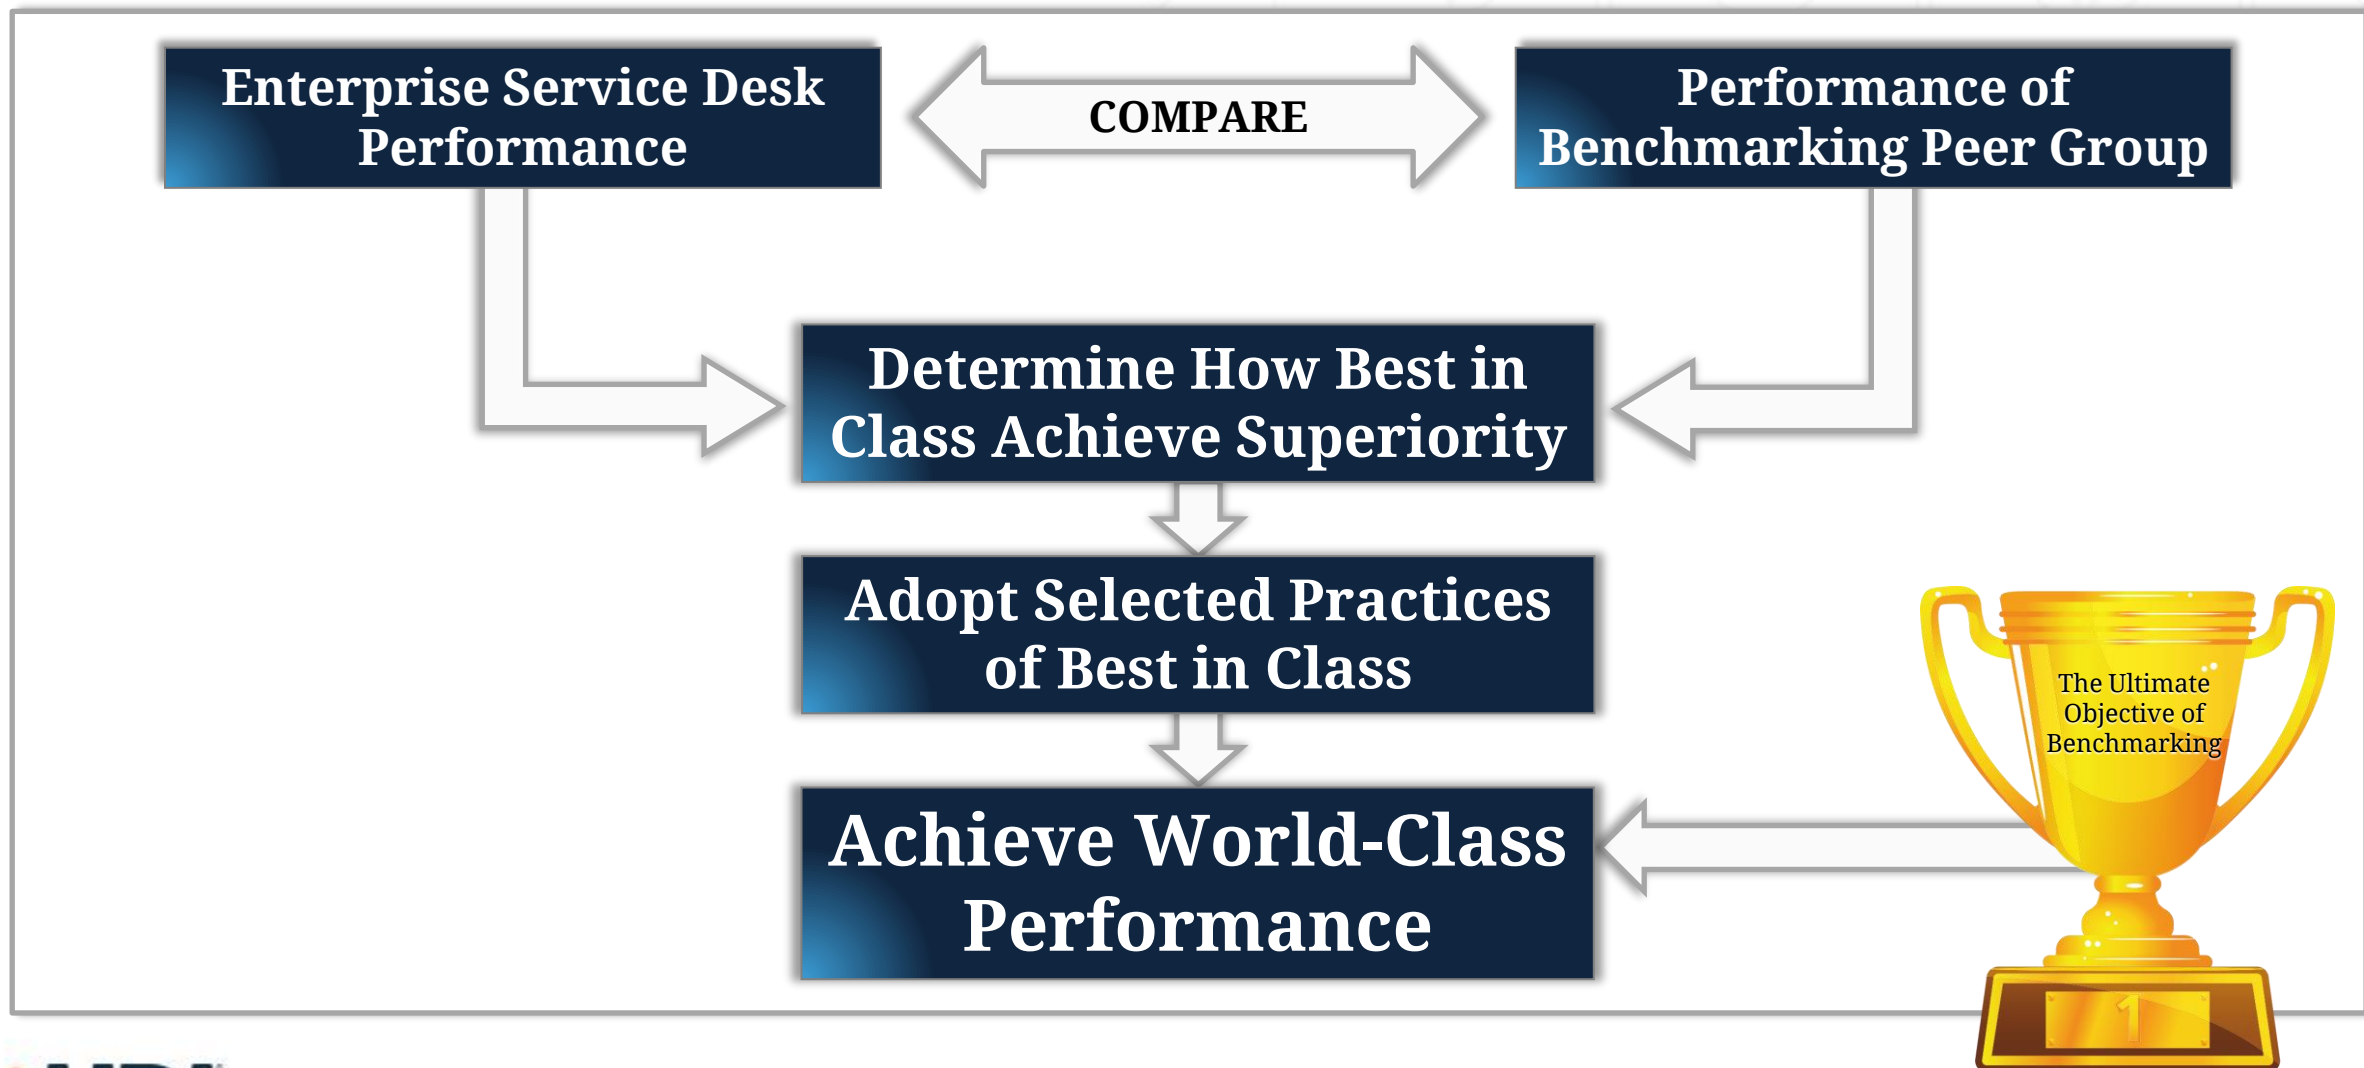 Enterprise Service Desk
Performance
COMPARE
Performance of
Benchmarking Peer Group
Determine How Best in
Class Achieve Superiority
Adopt Selected Practices
of Best in Class
The Ultimate
Objective of
Benchmarking
Achieve World-Class
Performance
1